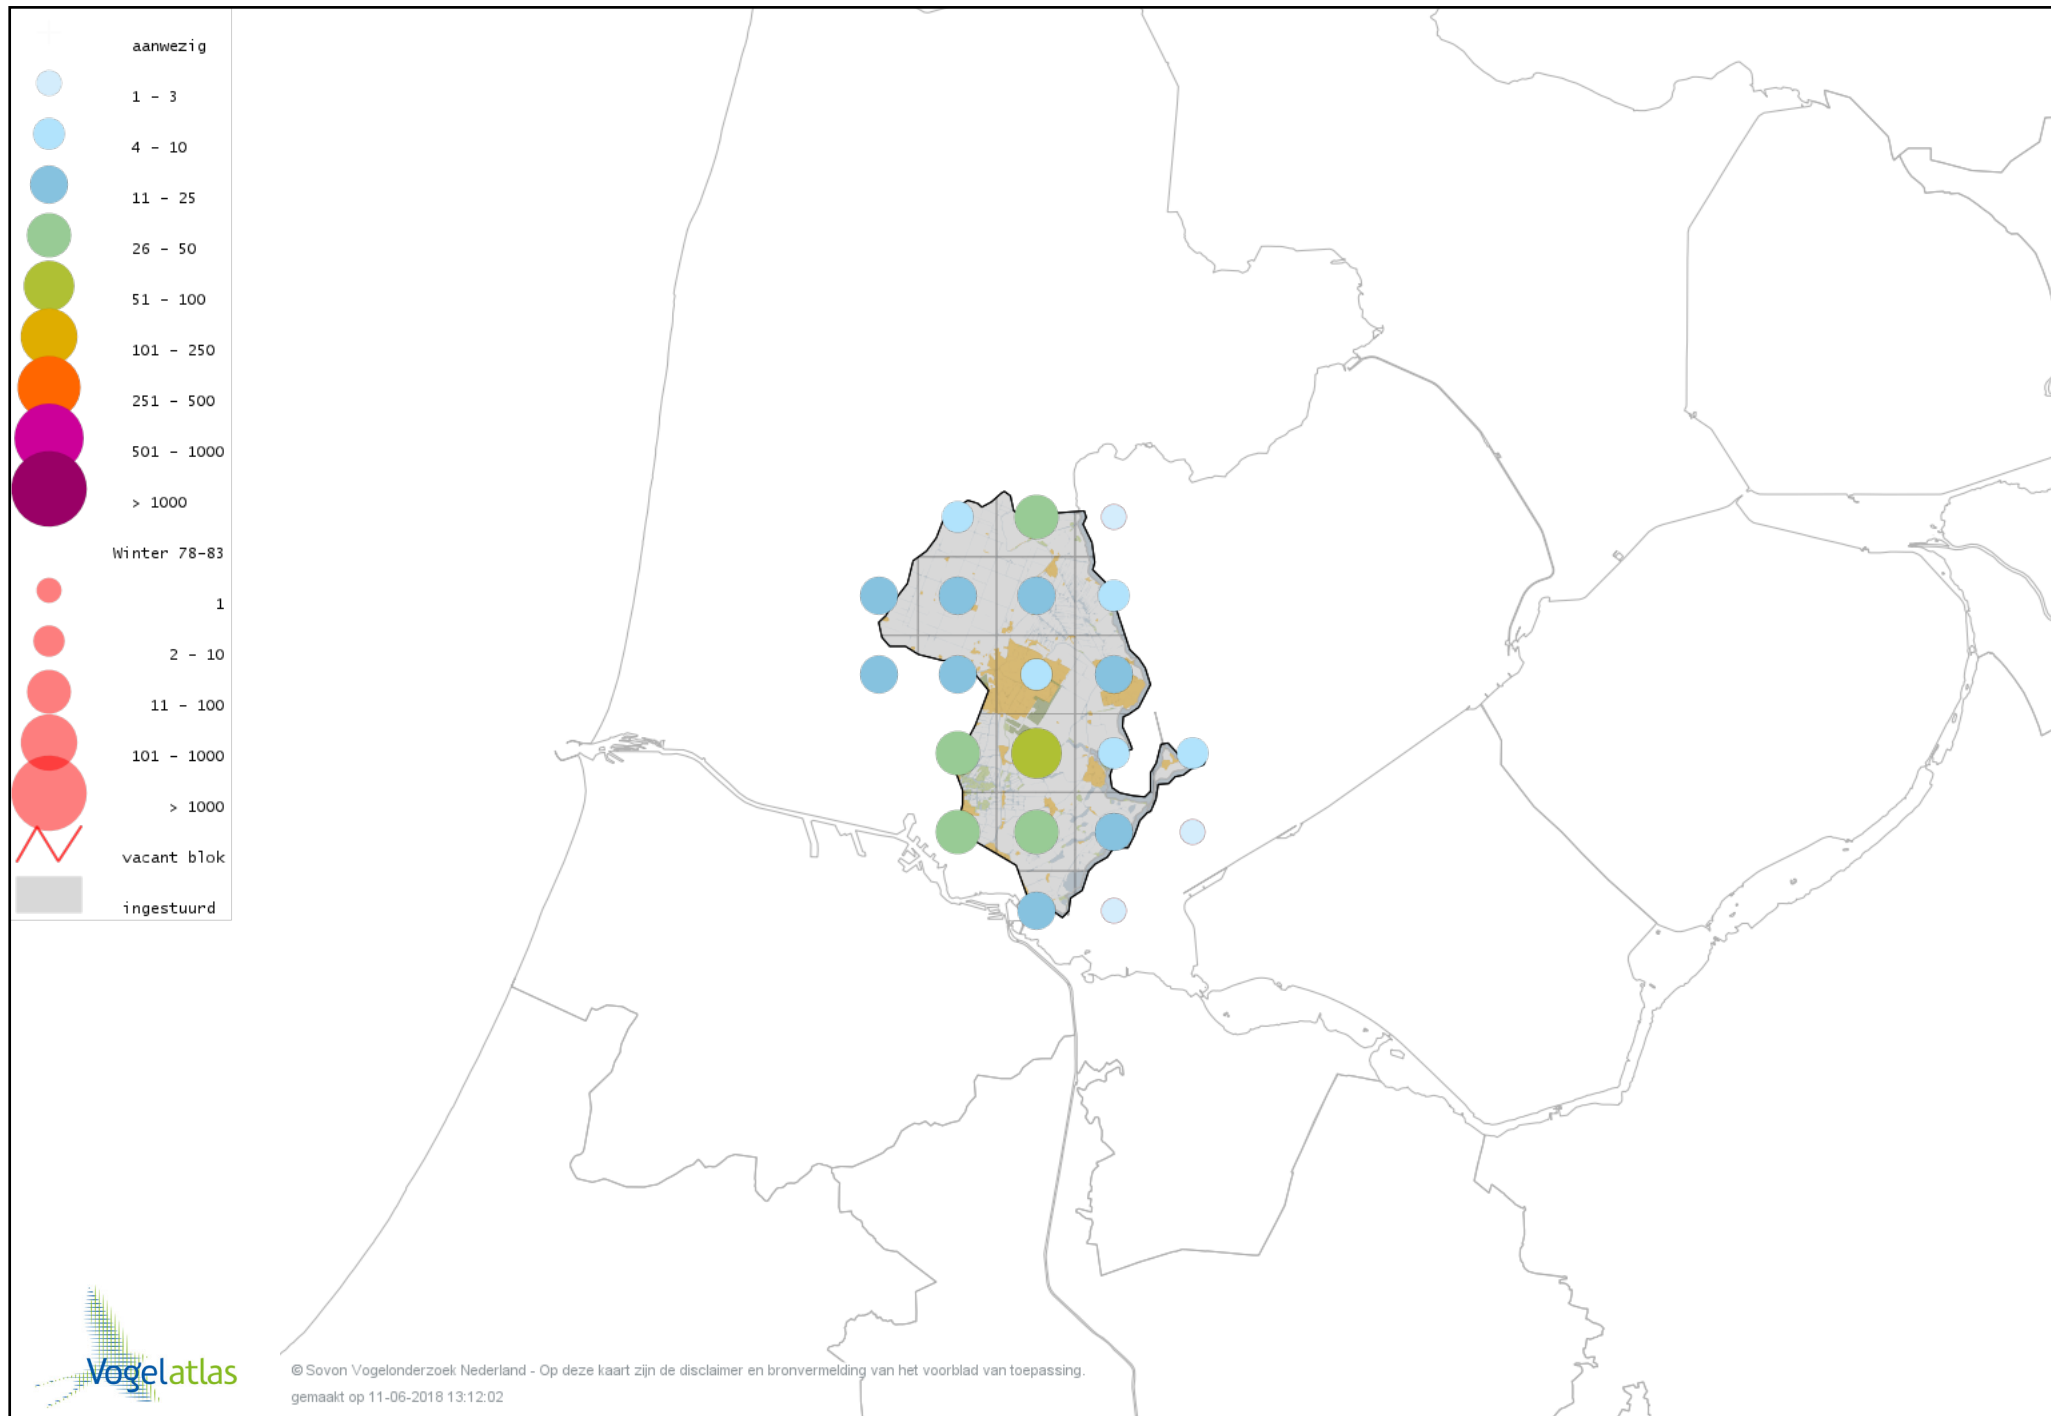 aanwezig
1 - 3
4 - 10
11 - 25
26 - 50
51 - 100
101 - 250
251 - 500
501 - 1000
> 1000
Winter 78-83
1
2 - 10
11 - 100
101 - 1000
> 1000
vacant blok
ingestuurd
Vogelatlas
© Sovon Vogelonderzoek Nederland - Op deze kaart zijn de disclaimer en bronvermelding van het voorblad van toepassing.
gemaakt op 11-06-2018 13:12:02